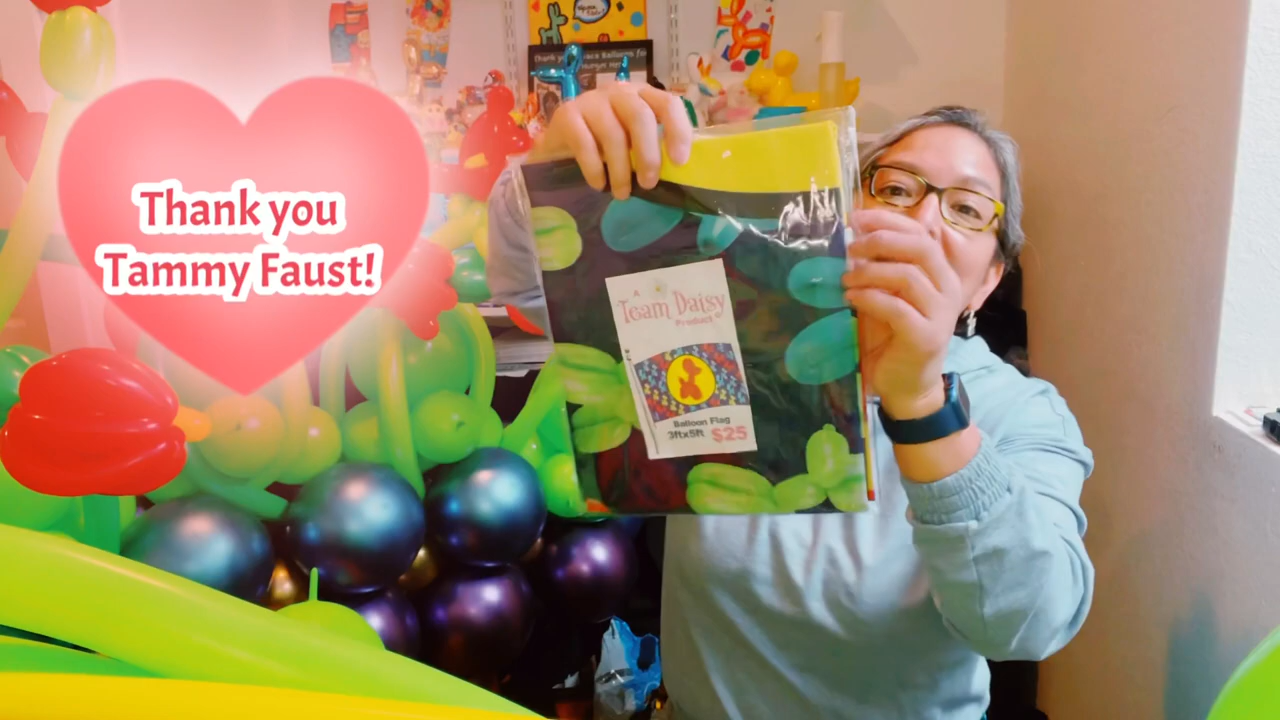 Thank you
Tammy Faust!
A
Team Daisy
Product
Balloon Flag
3ftx5ft $25